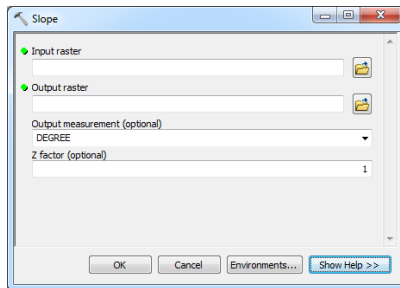 Slope
Input raster
Output raster
Output measurement (optional)
DEGREE
Z factor (optional)
1
OK Cancel Environments... Show Help >>